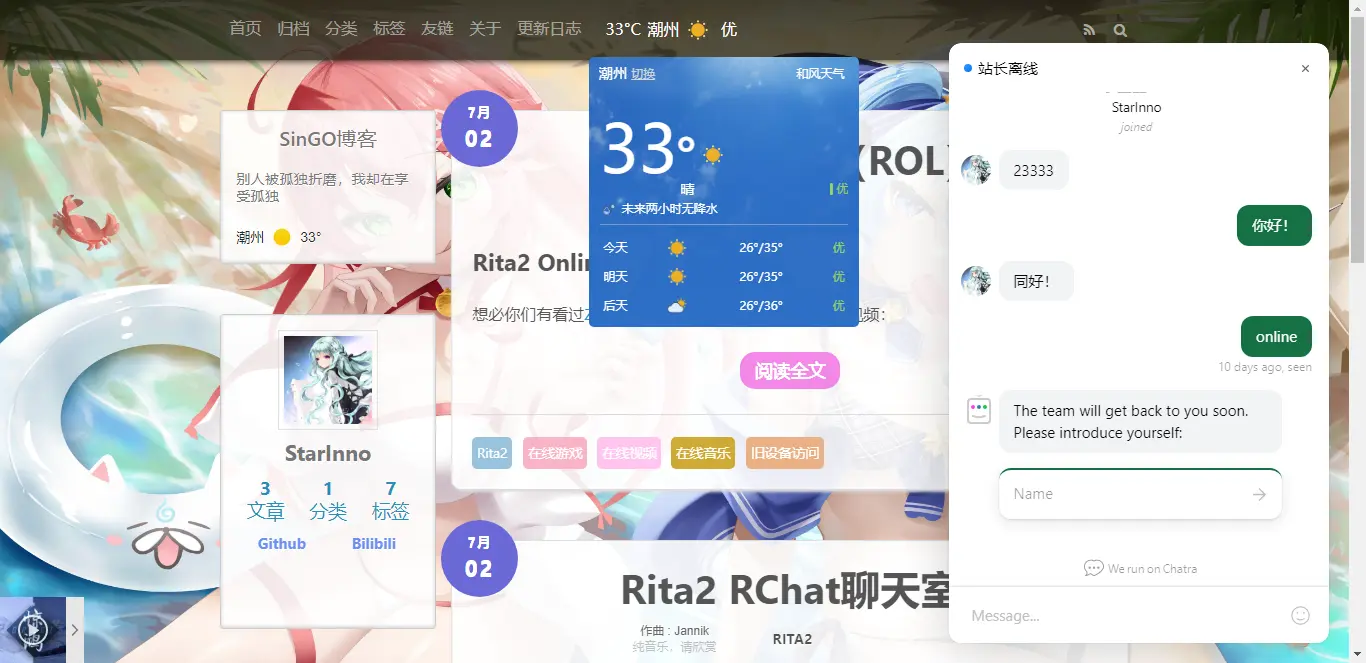 首页 归档 分类 标签 友链 关于 更新日志 33°C 潮州 优
SinGO博客
别人被孤独折磨，我却在享
受孤独
潮州 33°
StarInno
3 1 7
文章 分类 标签
Github Bilibili
7月
02
(ROL)
Rita2 Onlin
想必你们有看过
视频：
阅读全文
Rita2 在线游戏 在线视频 在线音乐 旧设备访问
7月
02
Rita2 RChat聊天室
作曲 : Jannik
纯音乐，请欣赏
RITA2
潮州 切换 和风天气
33°
晴 优
未来两小时无降水
今天 26°/35° 优
明天 26°/35° 优
后天 26°/36° 优
站长离线 ×
StarInno
joined
23333
你好！
同好！
online
10 days ago, seen
The team will get back to you soon.
Please introduce yourself:
Name
We run on Chatra
Message...